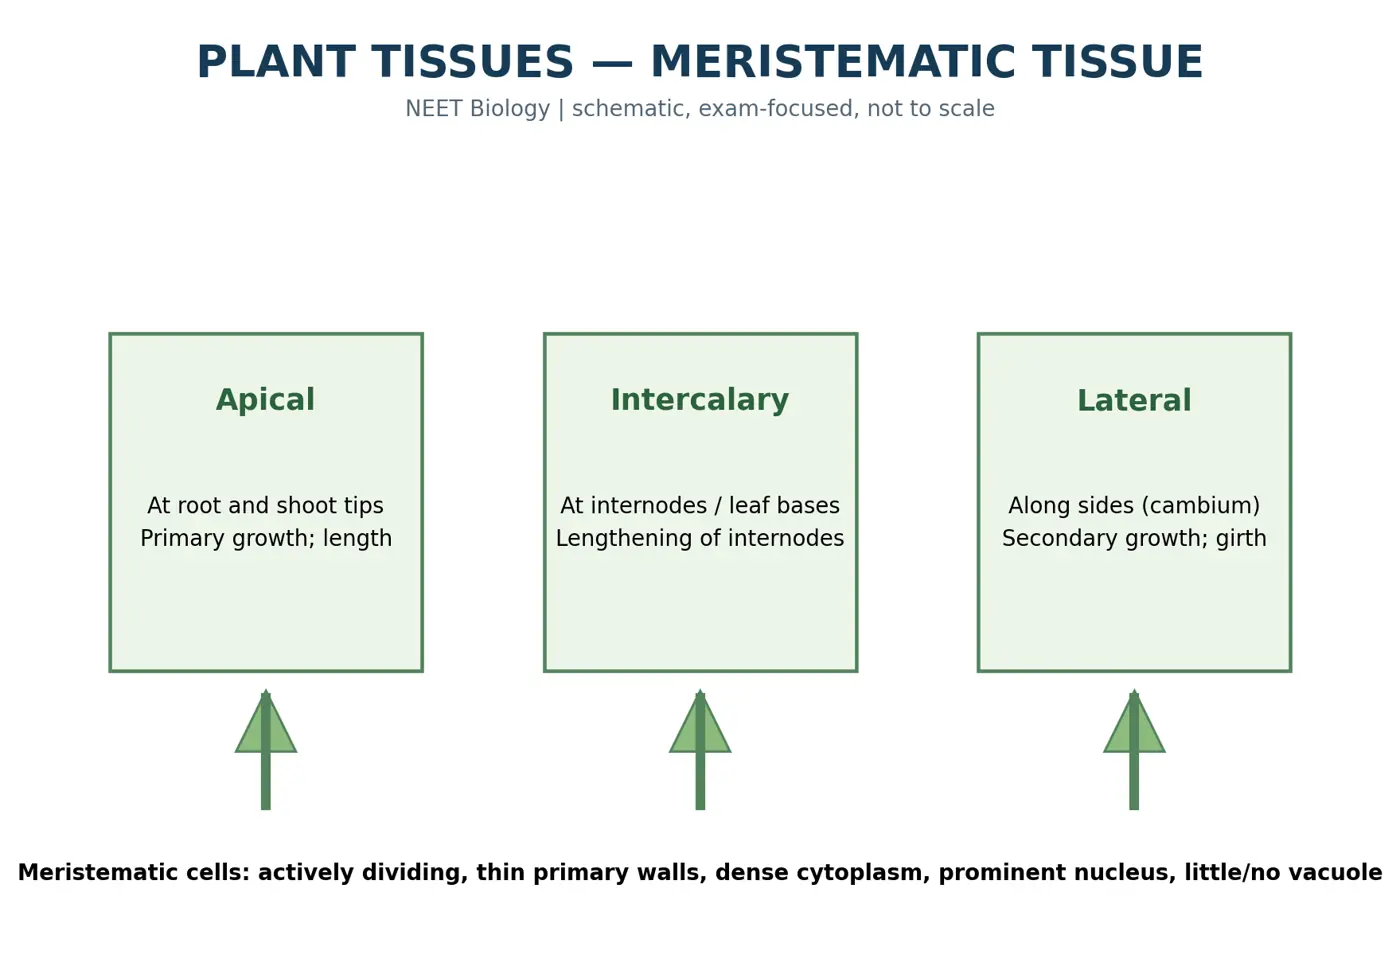 PLANT TISSUES — MERISTEMATIC TISSUE
NEET Biology | schematic, exam-focused, not to scale
Apical
At root and shoot tips
Primary growth; length
Intercalary
At internodes / leaf bases
Lengthening of internodes
Lateral
Along sides (cambium)
Secondary growth; girth
Meristematic cells: actively dividing, thin primary walls, dense cytoplasm, prominent nucleus, little/no vacuole